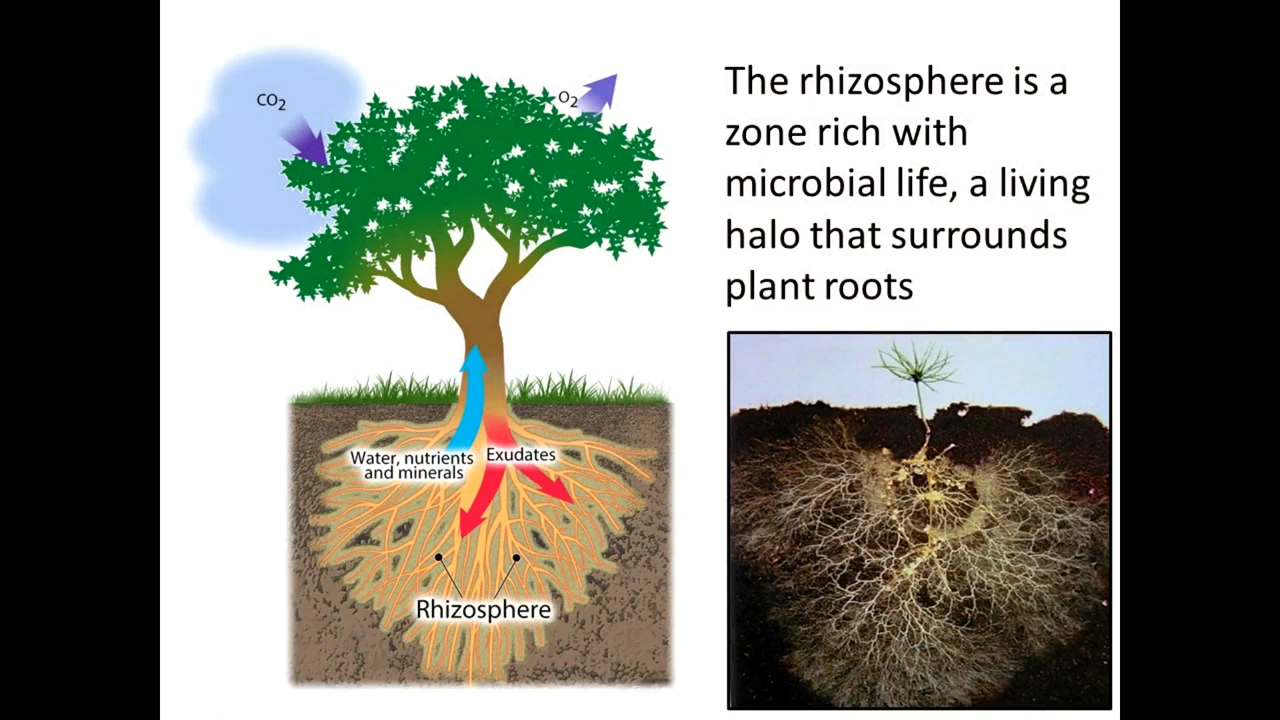 CO₂
O₂
The rhizosphere is a
zone rich with
microbial life, a living
halo that surrounds
plant roots
Water, nutrients
and minerals
Exudates
Rhizosphere